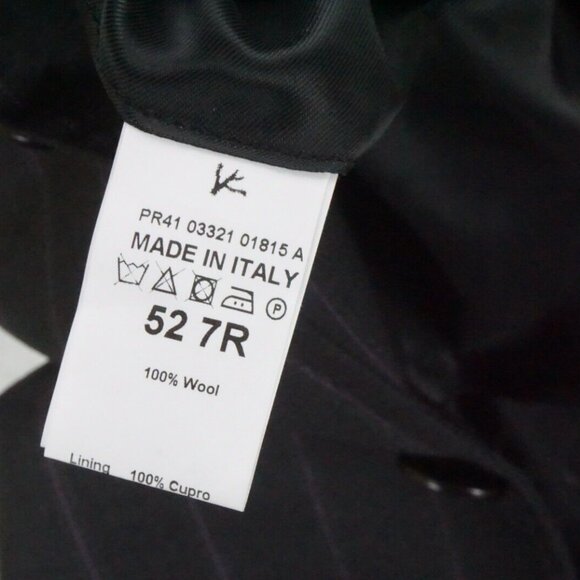 PR41 03321 01815 A
MADE IN ITALY
P
52 7R
100% Wool
Lining 100% Cupro